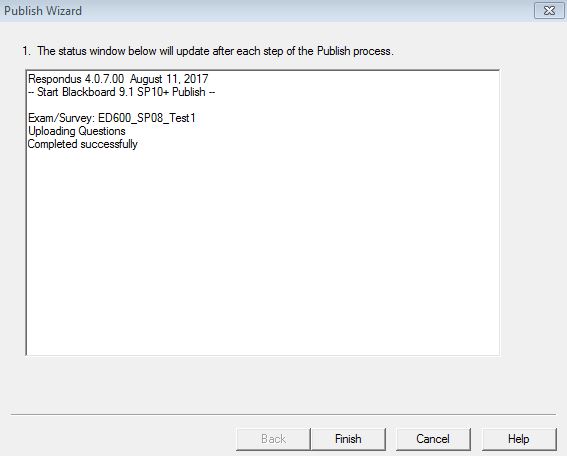 Publish Wizard
1. The status window below will update after each step of the Publish process.
Respondus 4.0.7.00 August 11, 2017
-- Start Blackboard 9.1 SP10+ Publish --
Exam/Survey: ED600_SP08_Test1
Uploading Questions
Completed successfully
Back Finish Cancel Help